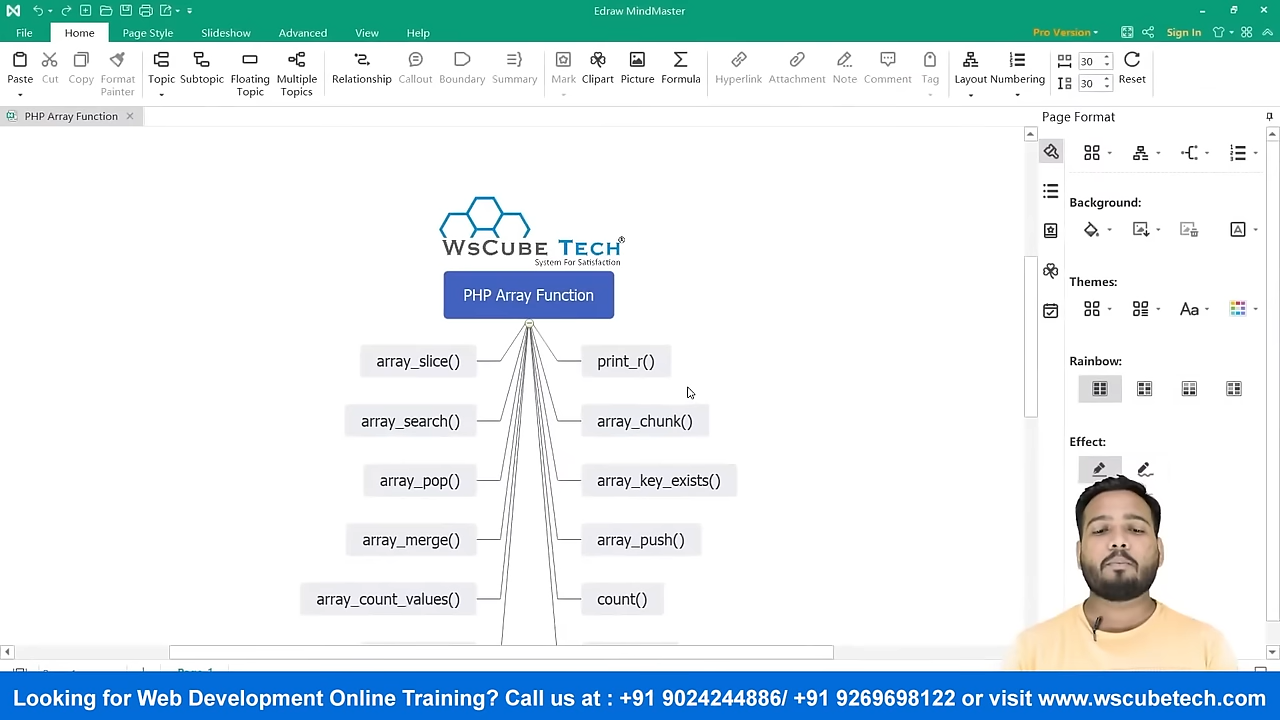 Edraw MindMaster
File Home Page Style Slideshow Advanced View Help Pro Version Sign In
Paste Cut Copy Format Painter Topic Subtopic Floating Topic Multiple Topics Relationship Callout Boundary Summary Mark Clipart Picture Formula Hyperlink Attachment Note Comment Tag Layout Numbering 30 30 Reset
PHP Array Function
Page Format
Background:
WsCube Tech®
System For Satisfaction
PHP Array Function
Themes:
Aa
array_slice() print_r()
Rainbow:
array_search() array_chunk()
Effect:
array_pop() array_key_exists()
array_merge() array_push()
array_count_values() count()
Page-1
Looking for Web Development Online Training? Call us at : +91 9024244886/ +91 9269698122 or visit www.wscubetech.com